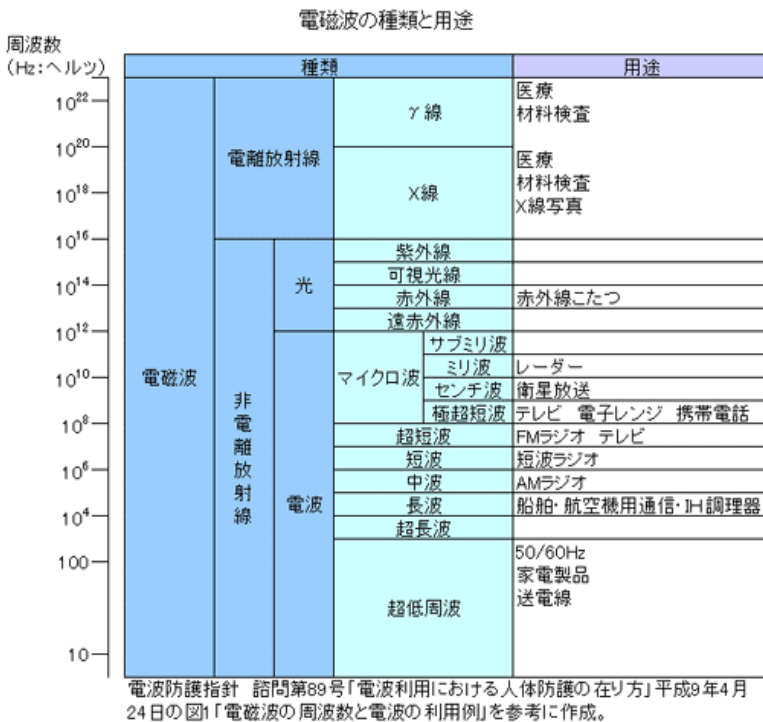 電磁波の種類と用途
周波数
(Hz:ヘルツ)
種類
用途
10²²
γ線
医療
材料検査
10²⁰
電離放射線
10¹⁸
X線
医療
材料検査
X線写真
10¹⁶
紫外線
可視光線
10¹⁴
光
赤外線
赤外線こたつ
遠赤外線
10¹²
サブミリ波
電磁波
マイクロ波
ミリ波
レーダー
10¹⁰
センチ波
衛星放送
極超短波
テレビ 電子レンジ 携帯電話
10⁸
非電離放射線
超短波
FMラジオ テレビ
短波
短波ラジオ
10⁶
中波
AMラジオ
電波
長波
船舶・航空機用通信・IH調理器
10⁴
超長波
100
超低周波
50/60Hz
家電製品
送電線
10
電波防護指針 諮問第89号「電波利用における人体防護の在り方」平成9年4月
24日の図1「電磁波の周波数と電波の利用例」を参考に作成。